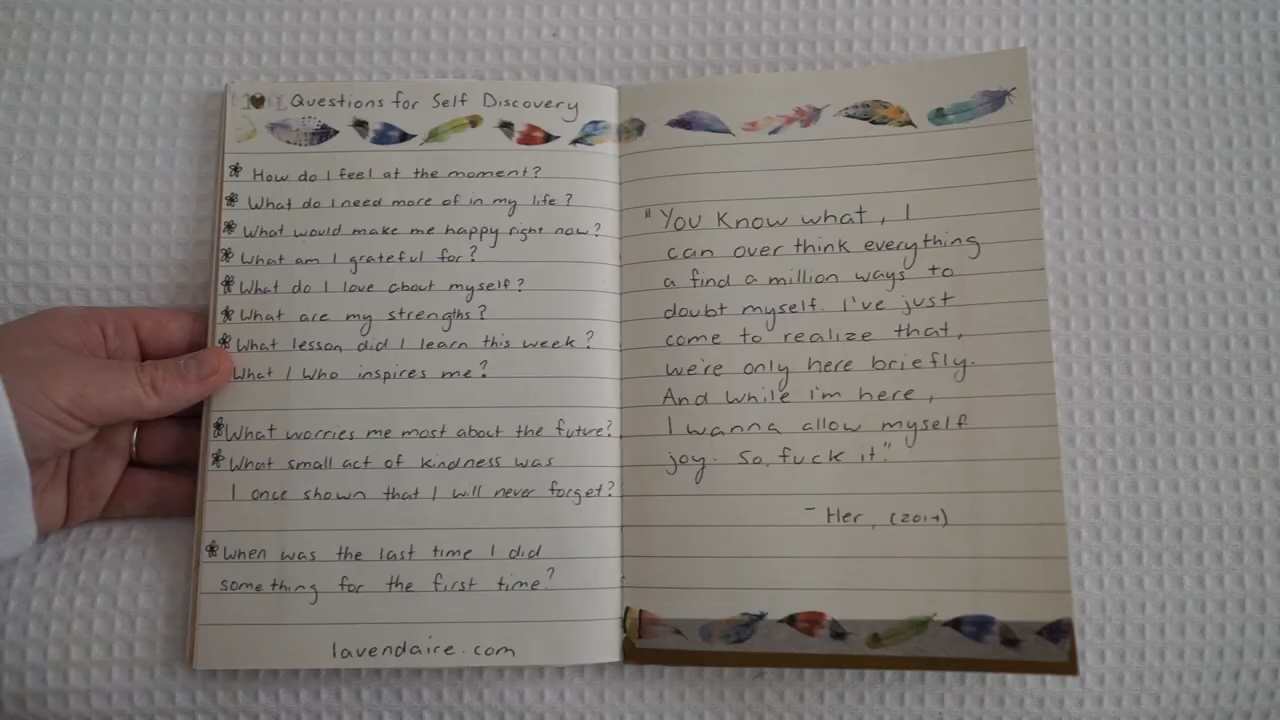 Questions for Self Discovery
How do I feel at the moment?
What do I need more of in my life?
What would make me happy right now?
What am I grateful for?
What do I love about myself?
What are my strengths?
What lesson did I learn this week?
What / Who inspires me?
What worries me most about the future?
What small act of kindness was
I once shown that I will never forget?
When was the last time I did
something for the first time?
lavendaire.com
"You know what, I
can over think everything
a find a million ways to
doubt myself. I've just
come to realize that,
we're only here briefly.
And while I'm here,
I wanna allow myself
joy. So, fuck it."
- Her, (2014)